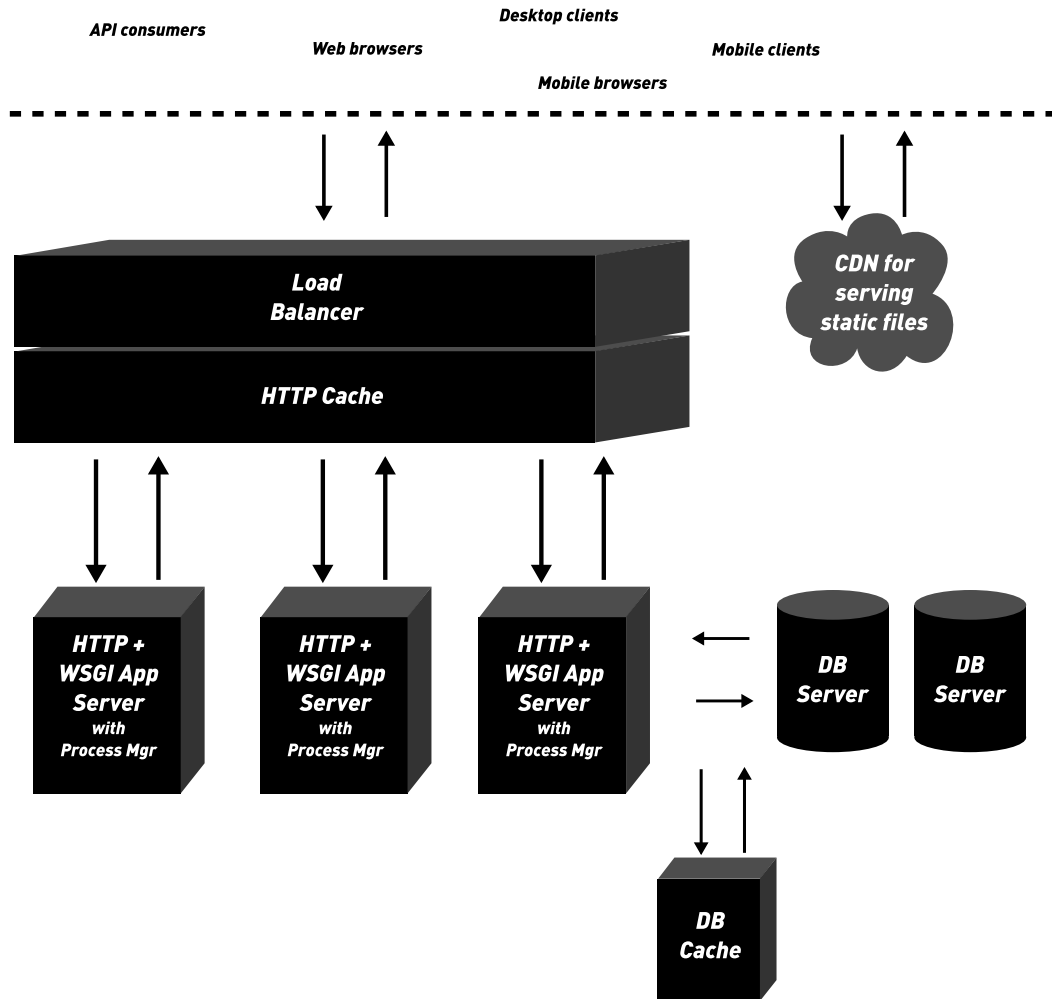 Desktop clients
API consumers
Web browsers
Mobile clients
Mobile browsers
Load
Balancer
HTTP Cache
CDN for
serving
static files
HTTP +
WSGI App
Server
with
Process Mgr
HTTP +
WSGI App
Server
with
Process Mgr
HTTP +
WSGI App
Server
with
Process Mgr
DB
Server
DB
Server
DB
Cache